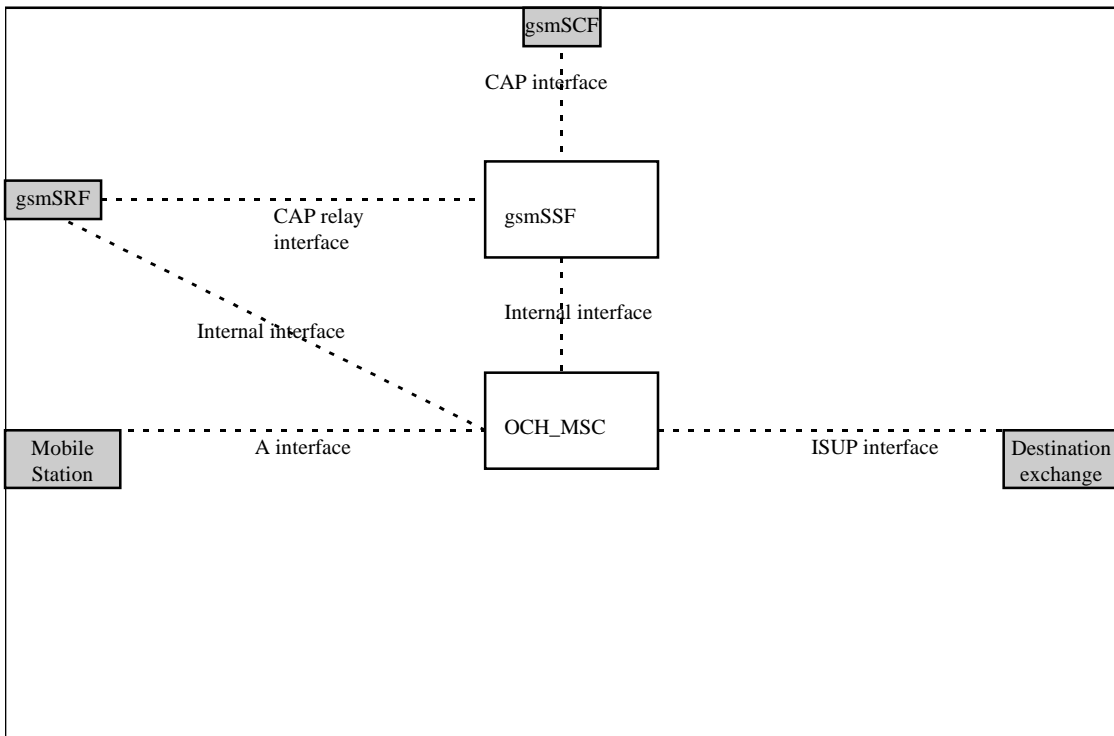 gsmSCF
CAP interface
gsmSRF
CAP relay
interface
gsmSSF
Internal interface
Internal interface
OCH_MSC
Mobile
Station
A interface
ISUP interface
Destination
exchange